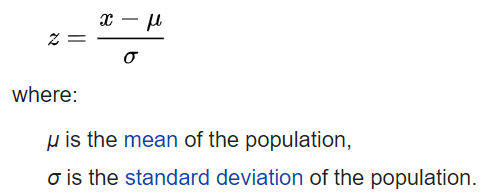 z = (x − μ) / σ
where:
μ is the mean of the population,
σ is the standard deviation of the population.